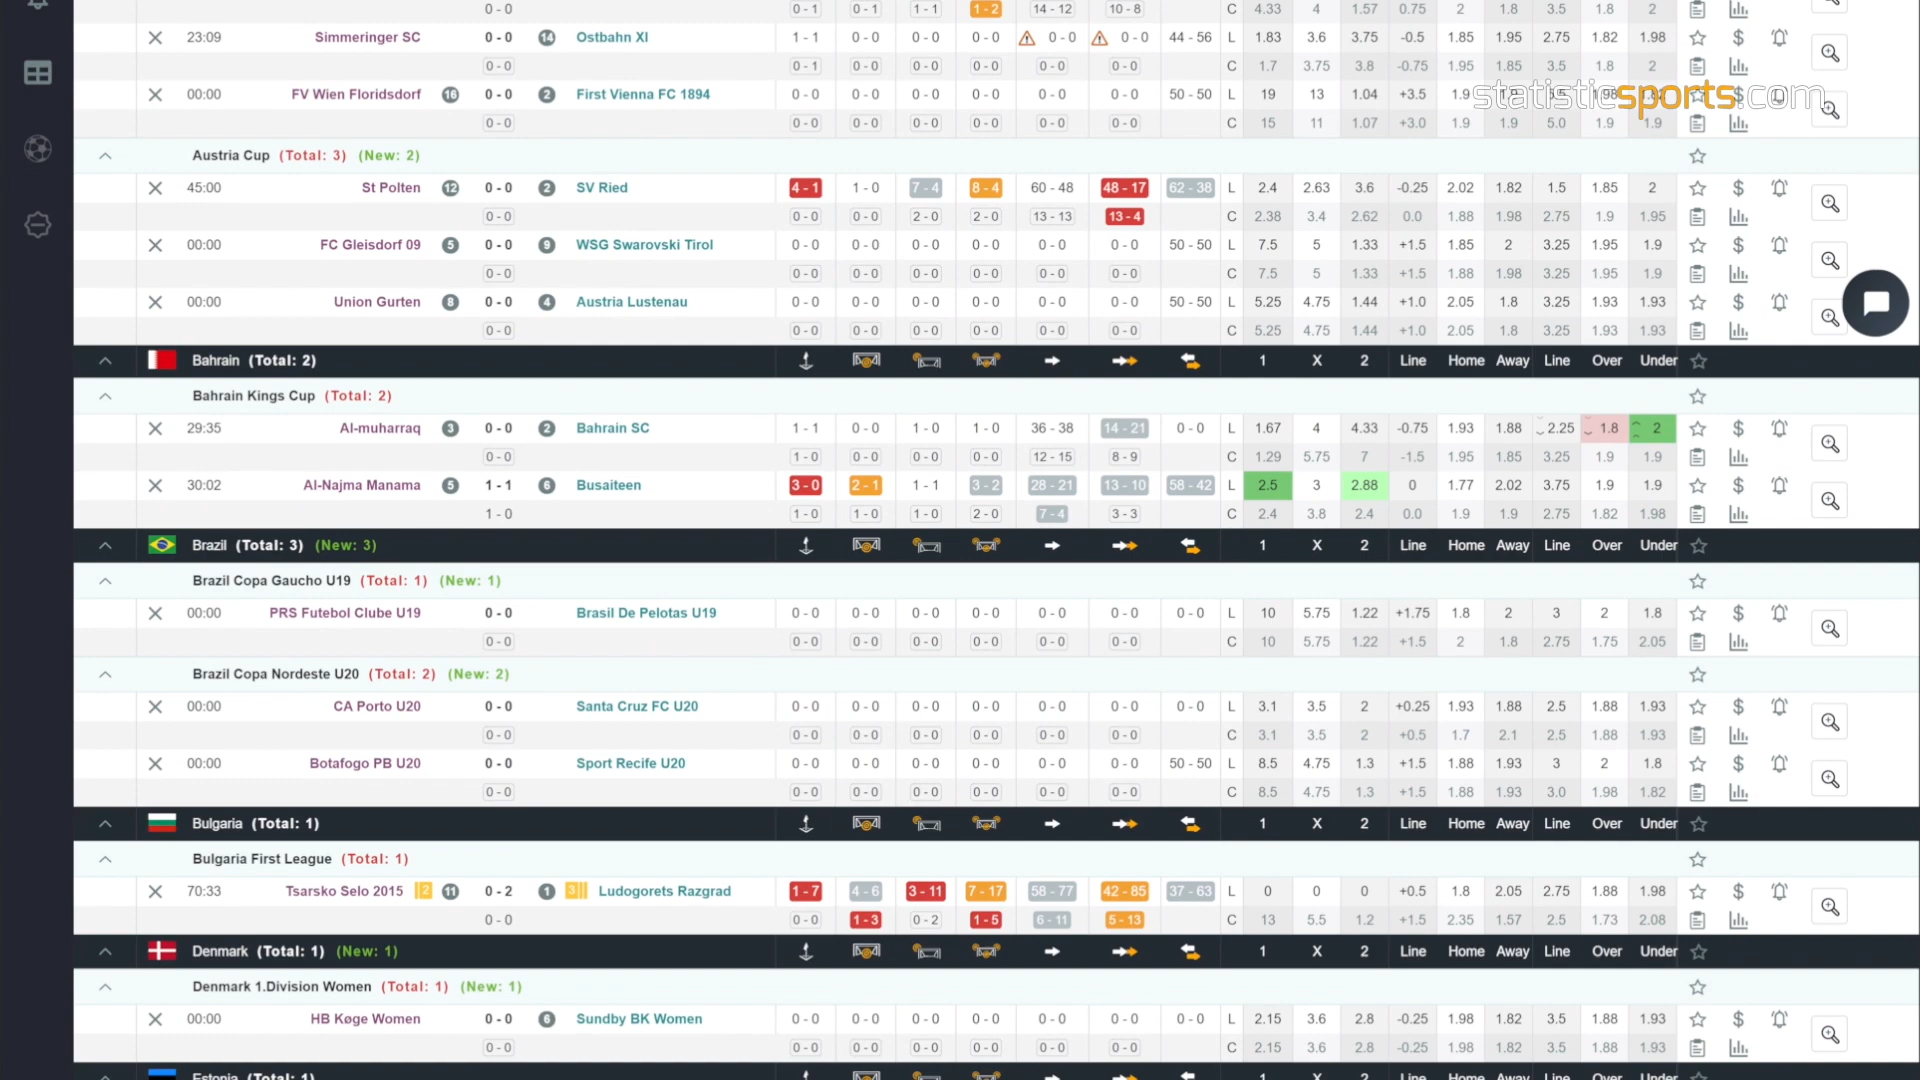 0 - 0 0 - 1 0 - 1 1 - 1 1 - 2 14 - 12 10 - 8 C 4.33 4 1.57 0.75 2 1.8 3.5 1.8 2
23:09 Simmeringer SC 0 - 0 14 Ostbahn XI 1 - 1 0 - 0 0 - 0 0 - 0 0 - 0 0 - 0 44 - 56 L 1.83 3.6 3.75 -0.5 1.85 1.95 2.75 1.82 1.98
0 - 0 0 - 1 0 - 0 0 - 0 0 - 0 0 - 0 0 - 0 C 1.7 3.75 3.8 -0.75 1.95 1.85 3.5 1.8 2
statisticsports.com
00:00 FV Wien Floridsdorf 16 0 - 0 2 First Vienna FC 1894 0 - 0 0 - 0 0 - 0 0 - 0 0 - 0 0 - 0 50 - 50 L 19 13 1.04 +3.5 1.9
0 - 0 0 - 0 0 - 0 0 - 0 0 - 0 0 - 0 0 - 0 C 15 11 1.07 +3.0 1.9 1.9 5.0 1.9 1.9
Austria Cup (Total: 3) (New: 2)
45:00 St Polten 12 0 - 0 2 SV Ried 4 - 1 1 - 0 7 - 4 8 - 4 60 - 48 48 - 17 62 - 38 L 2.4 2.63 3.6 -0.25 2.02 1.82 1.5 1.85 2
0 - 0 0 - 0 0 - 0 2 - 0 2 - 0 13 - 13 13 - 4 C 2.38 3.4 2.62 0.0 1.88 1.98 2.75 1.9 1.95
00:00 FC Gleisdorf 09 5 0 - 0 9 WSG Swarovski Tirol 0 - 0 0 - 0 0 - 0 0 - 0 0 - 0 0 - 0 50 - 50 L 7.5 5 1.33 +1.5 1.85 2 3.25 1.95 1.9
0 - 0 0 - 0 0 - 0 0 - 0 0 - 0 0 - 0 0 - 0 C 7.5 5 1.33 +1.5 1.88 1.98 3.25 1.95 1.9
00:00 Union Gurten 8 0 - 0 4 Austria Lustenau 0 - 0 0 - 0 0 - 0 0 - 0 0 - 0 0 - 0 50 - 50 L 5.25 4.75 1.44 +1.0 2.05 1.8 3.25 1.93 1.93
0 - 0 0 - 0 0 - 0 0 - 0 0 - 0 0 - 0 0 - 0 C 5.25 4.75 1.44 +1.0 2.05 1.8 3.25 1.93 1.93
Bahrain (Total: 2) 1 X 2 Line Home Away Line Over Under
Bahrain Kings Cup (Total: 2)
29:35 Al-muharraq 3 0 - 0 2 Bahrain SC 1 - 1 0 - 0 1 - 0 1 - 0 36 - 38 14 - 21 0 - 0 L 1.67 4 4.33 -0.75 1.93 1.88 2.25 1.8 2
0 - 0 1 - 0 0 - 0 0 - 0 0 - 0 12 - 15 8 - 9 C 1.29 5.75 7 -1.5 1.95 1.85 3.25 1.9 1.9
30:02 Al-Najma Manama 5 1 - 1 6 Busaiteen 3 - 0 2 - 1 1 - 1 3 - 2 28 - 21 13 - 10 58 - 42 L 2.5 3 2.88 0 1.77 2.02 3.75 1.9 1.9
1 - 0 1 - 0 1 - 0 1 - 0 2 - 0 7 - 4 3 - 3 C 2.4 3.8 2.4 0.0 1.9 1.9 2.75 1.82 1.98
Brazil (Total: 3) (New: 3) 1 X 2 Line Home Away Line Over Under
Brazil Copa Gaucho U19 (Total: 1) (New: 1)
00:00 PRS Futebol Clube U19 0 - 0 Brasil De Pelotas U19 0 - 0 0 - 0 0 - 0 0 - 0 0 - 0 0 - 0 0 - 0 L 10 5.75 1.22 +1.75 1.8 2 3 2 1.8
0 - 0 0 - 0 0 - 0 0 - 0 0 - 0 0 - 0 0 - 0 C 10 5.75 1.22 +1.5 2 1.8 2.75 1.75 2.05
Brazil Copa Nordeste U20 (Total: 2) (New: 2)
00:00 CA Porto U20 0 - 0 Santa Cruz FC U20 0 - 0 0 - 0 0 - 0 0 - 0 0 - 0 0 - 0 0 - 0 L 3.1 3.5 2 +0.25 1.93 1.88 2.5 1.88 1.93
0 - 0 0 - 0 0 - 0 0 - 0 0 - 0 0 - 0 0 - 0 C 3.1 3.5 2 +0.5 1.7 2.1 2.5 1.88 1.93
00:00 Botafogo PB U20 0 - 0 Sport Recife U20 0 - 0 0 - 0 0 - 0 0 - 0 0 - 0 0 - 0 50 - 50 L 8.5 4.75 1.3 +1.5 1.88 1.93 3 2 1.8
0 - 0 0 - 0 0 - 0 0 - 0 0 - 0 0 - 0 0 - 0 C 8.5 4.75 1.3 +1.5 1.88 1.93 3.0 1.98 1.82
Bulgaria (Total: 1) 1 X 2 Line Home Away Line Over Under
Bulgaria First League (Total: 1)
70:33 Tsarsko Selo 2015 2 11 0 - 2 1 3 Ludogorets Razgrad 1 - 7 4 - 6 3 - 11 7 - 17 58 - 77 42 - 85 37 - 63 L 0 0 0 +0.5 1.8 2.05 2.75 1.88 1.98
0 - 0 0 - 0 1 - 3 0 - 2 1 - 5 6 - 11 5 - 13 C 13 5.5 1.2 +1.5 2.35 1.57 2.5 1.73 2.08
Denmark (Total: 1) (New: 1) 1 X 2 Line Home Away Line Over Under
Denmark 1.Division Women (Total: 1) (New: 1)
00:00 HB Køge Women 0 - 0 6 Sundby BK Women 0 - 0 0 - 0 0 - 0 0 - 0 0 - 0 0 - 0 0 - 0 L 2.15 3.6 2.8 -0.25 1.98 1.82 3.5 1.88 1.93
0 - 0 0 - 0 0 - 0 0 - 0 0 - 0 0 - 0 0 - 0 C 2.15 3.6 2.8 -0.25 1.98 1.82 3.5 1.88 1.93
Estonia (Total: 1) 1 X 2 Line Home Away Line Over Under